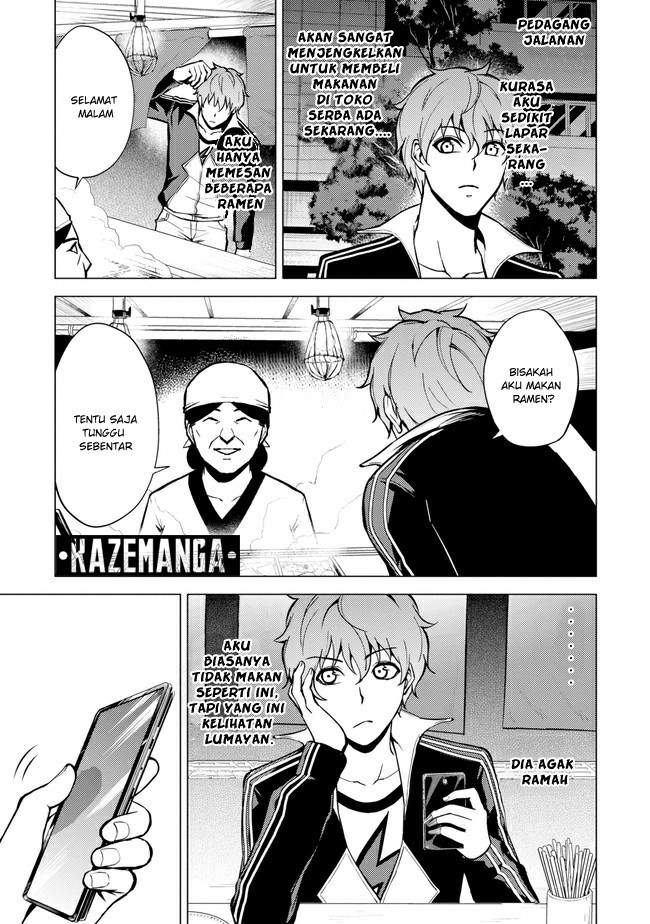 PEDAGANG
JALANAN
KURASA
AKU
SEDIKIT
LAPAR
SEKA-
RANG
...
AKAN SANGAT
MENJENGKELKAN
UNTUK MEMBELI
MAKANAN
DI TOKO
SERBA ADA
SEKARANG....
AKU
HANYA
MEMESAN
BEBERAPA
RAMEN
SELAMAT
MALAM
BISAKAH
AKU MAKAN
RAMEN?
TENTU SAJA
TUNGGU
SEBENTAR
•KAZEMANGA-
. . . . . . . .
DIA AGAK
RAMAH
AKU
BIASANYA
TIDAK MAKAN
SEPERTI INI,
TAPI YANG INI
KELIHATAN
LUMAYAN.